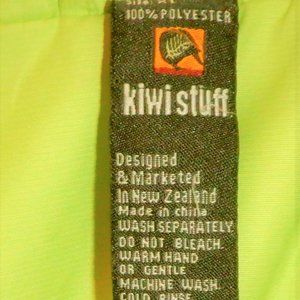 100% POLYESTER
kiwi stuff
Designed
& Marketed
In New Zealand
Made in china
WASH SEPARATELY
DO NOT BLEACH
WARM HAND
OR GENTLE
MACHINE WASH.
COLD RINSE